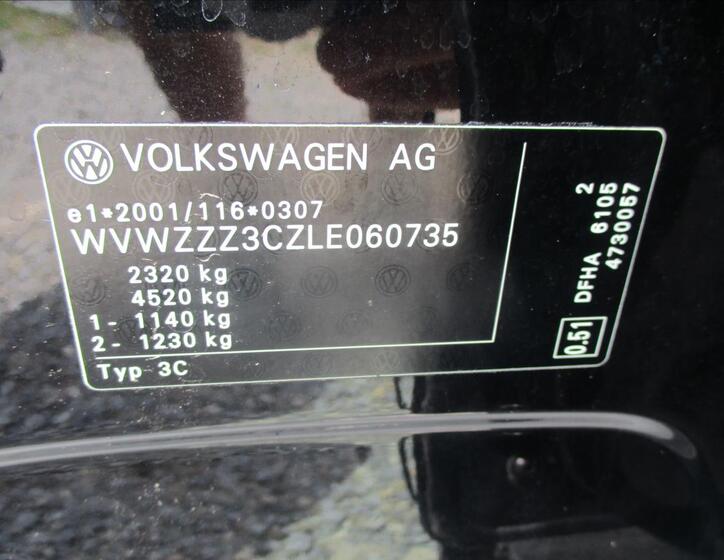 VOLKSWAGEN AG
e1*2001/116*0307
WVWZZZ3CZLE060735
2320 kg
4520 kg
1- 1140 kg
2- 1230 kg
Typ 3C
0.51
DFHA 6105 2
4730057